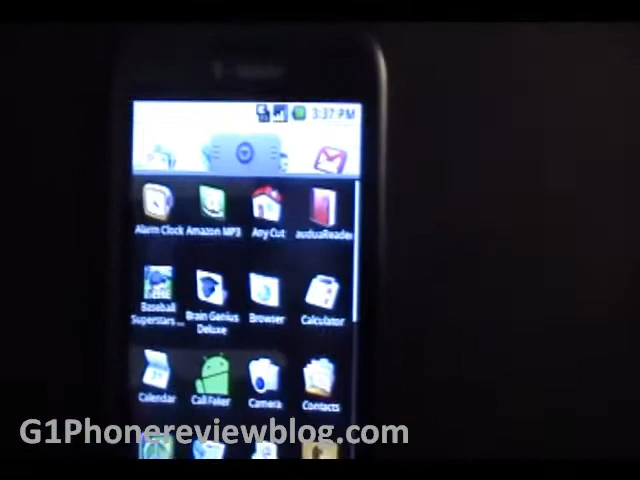 3:37 PM
Alarm Clock Amazon MP3 Any Cut auduaReader
Baseball Superstars ... Brain Genius Deluxe Browser Calculator
Calendar Call Faker Camera Contacts
G1Phonereviewblog.com